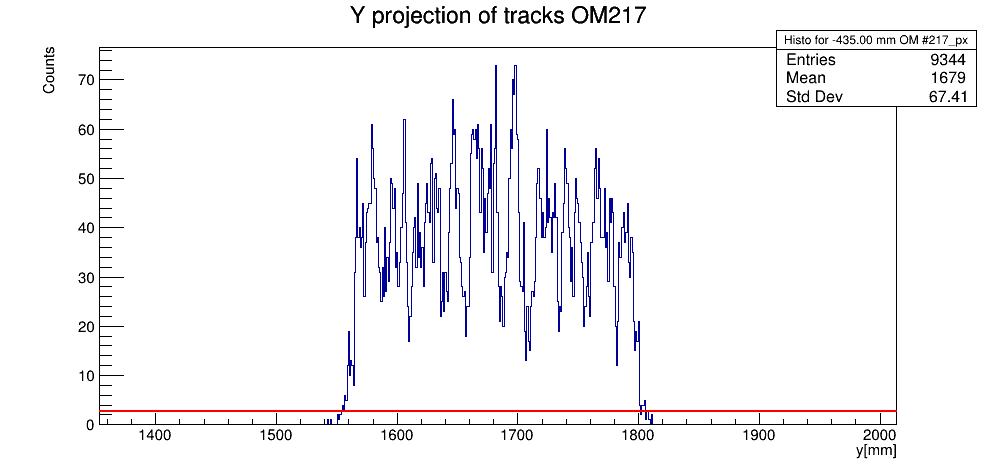 Y projection of tracks OM217
Histo for -435.00 mm OM #217_px
Entries 9344
Mean 1679
Std Dev 67.41
Counts
70
60
50
40
30
20
10
0
1400 1500 1600 1700 1800 1900 2000
y[mm]